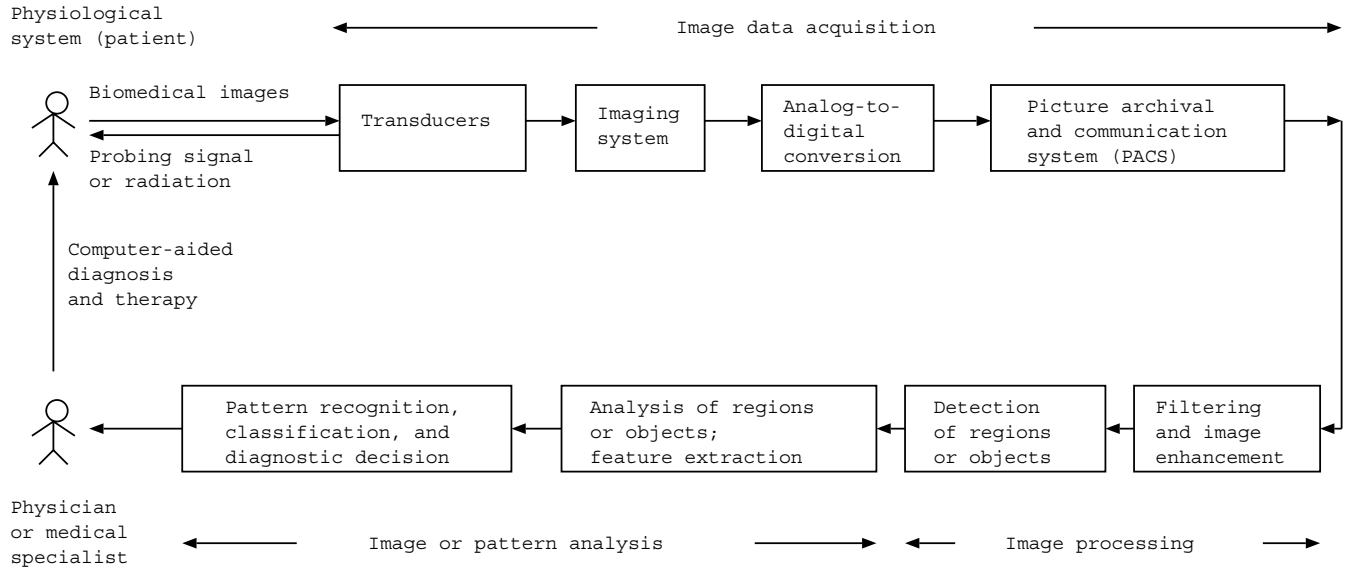 Physiological
system (patient)
Image data acquisition
Biomedical images
Probing signal
or radiation
Transducers
Imaging
system
Analog-to-
digital
conversion
Picture archival
and communication
system (PACS)
Computer-aided
diagnosis
and therapy
Pattern recognition,
classification, and
diagnostic decision
Analysis of regions
or objects;
feature extraction
Detection
of regions
or objects
Filtering
and image
enhancement
Physician
or medical
specialist
Image or pattern analysis
Image processing